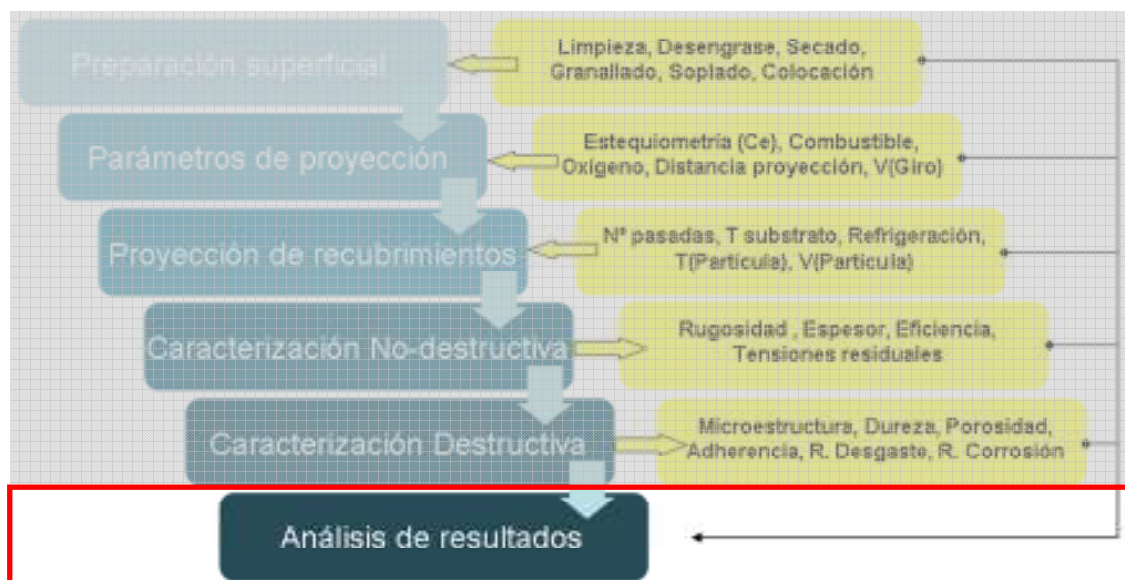 Preparación superficial
Limpieza, Desengrase, Secado,
Granallado, Soplado, Colocación
Parámetros de proyección
Estequiometría (Ce), Combustible,
Oxígeno, Distancia proyección, V(Giro)
Proyección de recubrimientos
Nº pasadas, T substrato, Refrigeración,
T(Partícula), V(Partícula)
Caracterización No-destructiva
Rugosidad , Espesor, Eficiencia,
Tensiones residuales
Caracterización Destructiva
Microestructura, Dureza, Porosidad,
Adherencia, R. Desgaste, R. Corrosión
Análisis de resultados